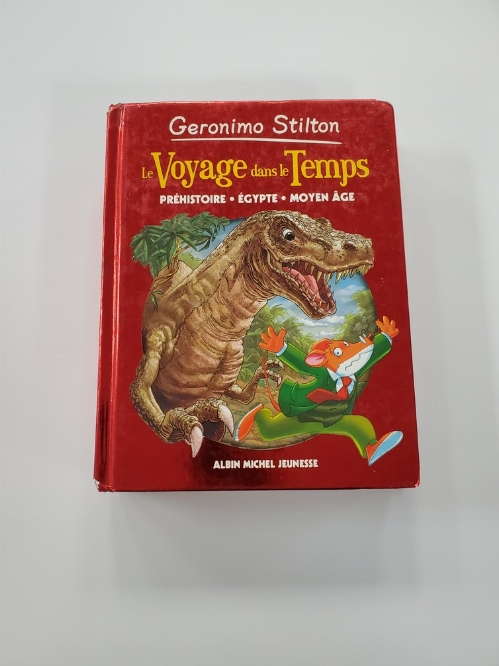 Geronimo Stilton
Le Voyage dans le Temps
PRÉHISTOIRE • ÉGYPTE • MOYEN ÂGE
ALBIN MICHEL JEUNESSE